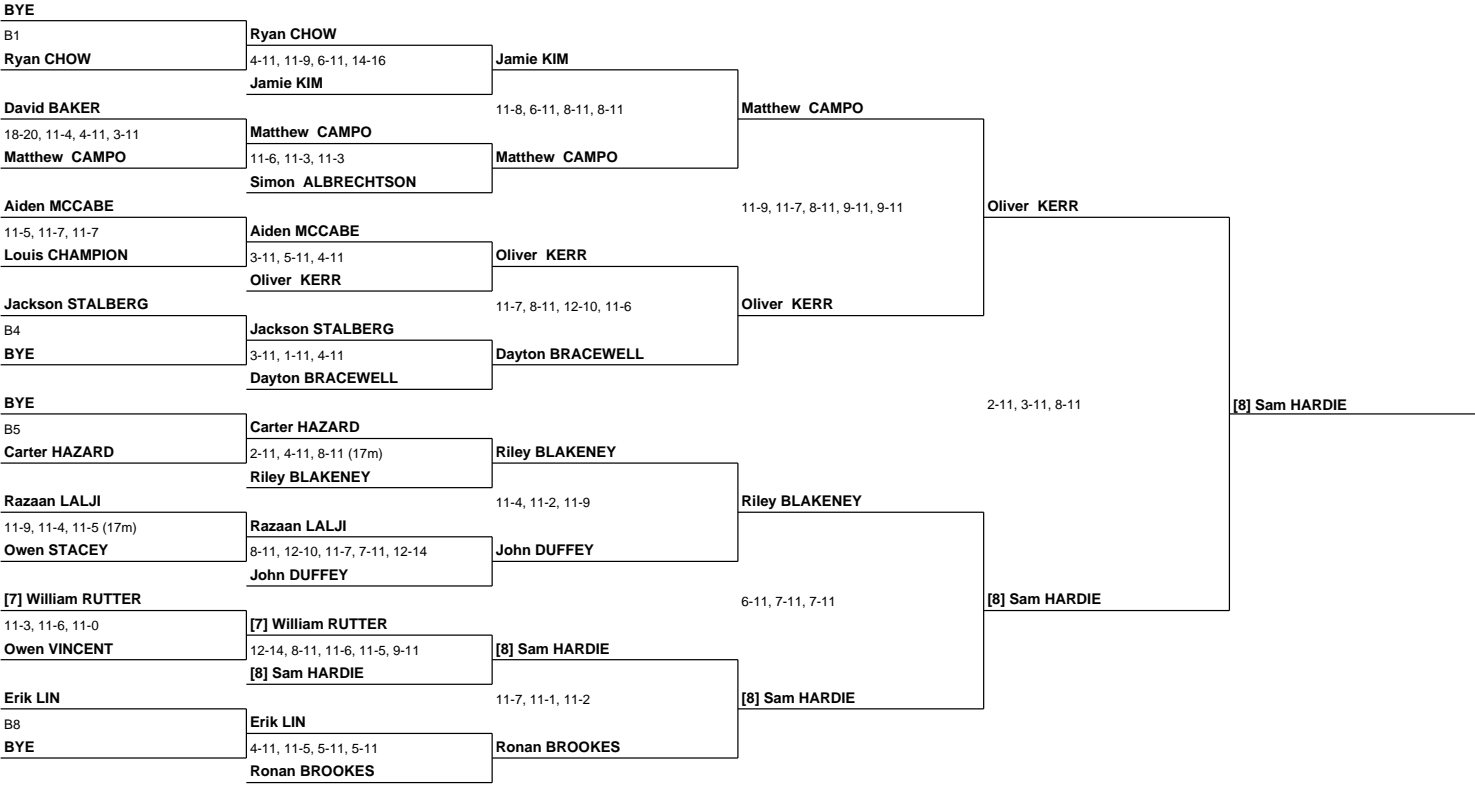 BYE
B1
Ryan CHOW
David BAKER
18-20, 11-4, 4-11, 3-11
Matthew CAMPO
Aiden MCCABE
11-5, 11-7, 11-7
Louis CHAMPION
Jackson STALBERG
B4
BYE
BYE
B5
Carter HAZARD
Razaan LALJI
11-9, 11-4, 11-5 (17m)
Owen STACEY
[7] William RUTTER
11-3, 11-6, 11-0
Owen VINCENT
Erik LIN
B8
BYE
Ryan CHOW
4-11, 11-9, 6-11, 14-16
Jamie KIM
Matthew CAMPO
11-6, 11-3, 11-3
Simon ALBRECHTSON
Aiden MCCABE
3-11, 5-11, 4-11
Oliver KERR
Jackson STALBERG
3-11, 1-11, 4-11
Dayton BRACEWELL
Carter HAZARD
2-11, 4-11, 8-11 (17m)
Riley BLAKENEY
Razaan LALJI
8-11, 12-10, 11-7, 7-11, 12-14
John DUFFEY
[7] William RUTTER
12-14, 8-11, 11-6, 11-5, 9-11
[8] Sam HARDIE
Erik LIN
4-11, 11-5, 5-11, 5-11
Ronan BROOKES
Jamie KIM
11-8, 6-11, 8-11, 8-11
Matthew CAMPO
Oliver KERR
11-7, 8-11, 12-10, 11-6
Dayton BRACEWELL
Riley BLAKENEY
11-4, 11-2, 11-9
John DUFFEY
[8] Sam HARDIE
11-7, 11-1, 11-2
Ronan BROOKES
Matthew CAMPO
11-9, 11-7, 8-11, 9-11, 9-11
Oliver KERR
Riley BLAKENEY
6-11, 7-11, 7-11
[8] Sam HARDIE
Oliver KERR
2-11, 3-11, 8-11
[8] Sam HARDIE
[8] Sam HARDIE